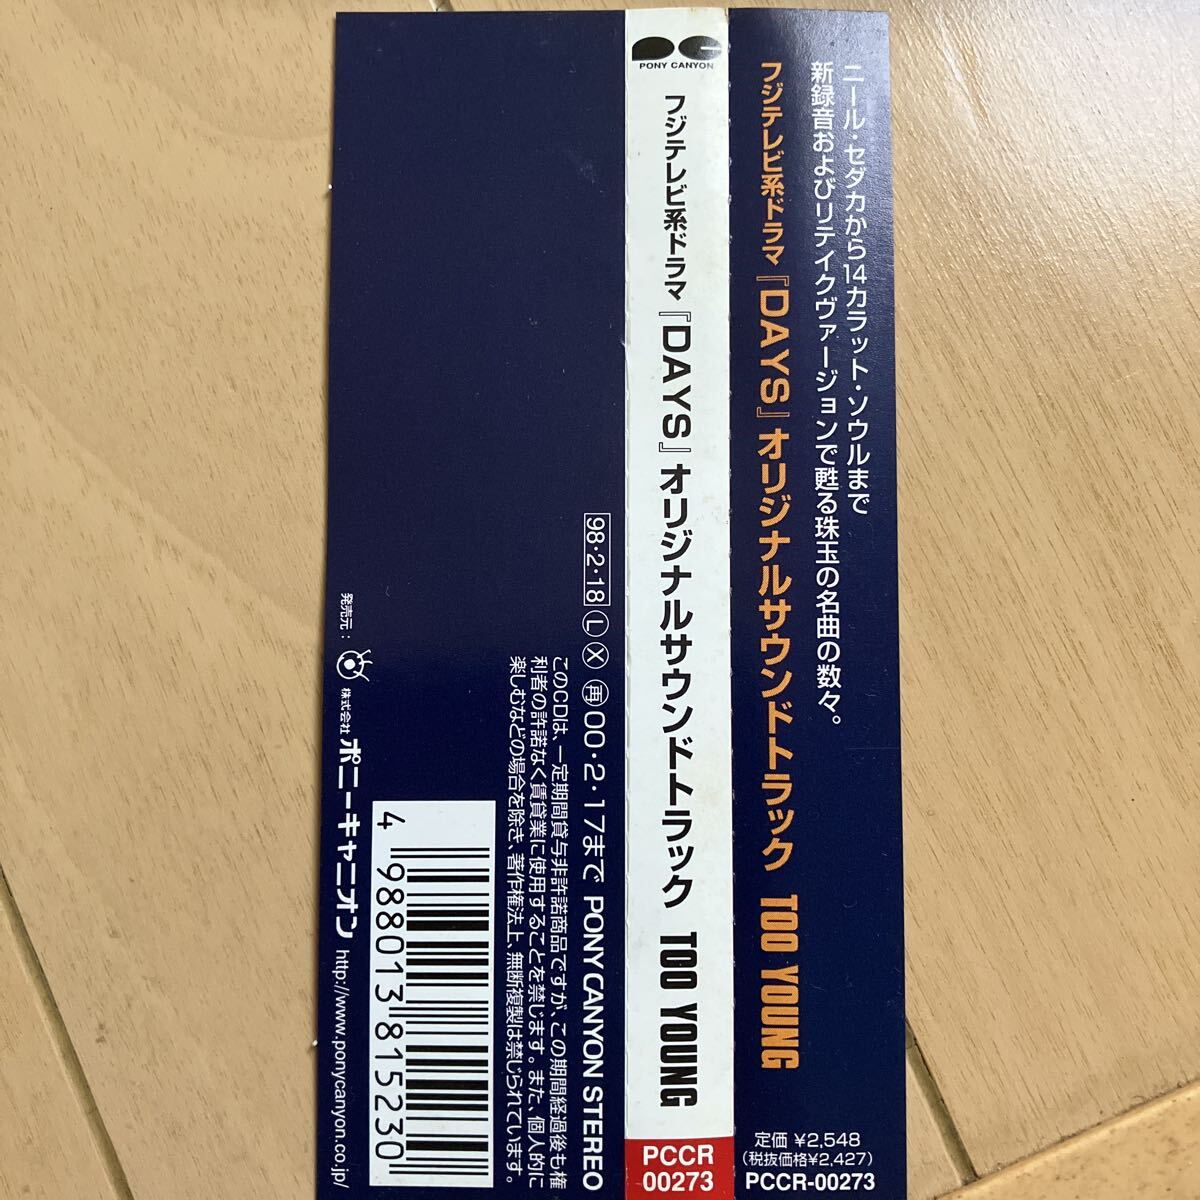 ニール・セダカから14カラット・ソウルまで
新録音およびリテイクヴァージョンで甦る珠玉の名曲の数々。
フジテレビ系ドラマ『DAYS』オリジナルサウンドトラック TOO YOUNG
定価 ¥2,548
(税抜価格¥2,427)
PCCR-00273
PONY CANYON
フジテレビ系ドラマ『DAYS』オリジナルサウンドトラック TOO YOUNG
PCCR
00273
98・2・18 L X 再00・2・17まで PONY CANYON STEREO
このCDは、一定期間貸与非許諾商品ですが、この期間経過後も権
利者の許諾なく賃貸業に使用することを禁じます。また、個人的に
楽しむなどの場合を除き、著作権法上、無断複製は禁じられています。
4 988013 815230
発売元：株式会社ポニーキャニオン http://www.ponycanyon.co.jp/